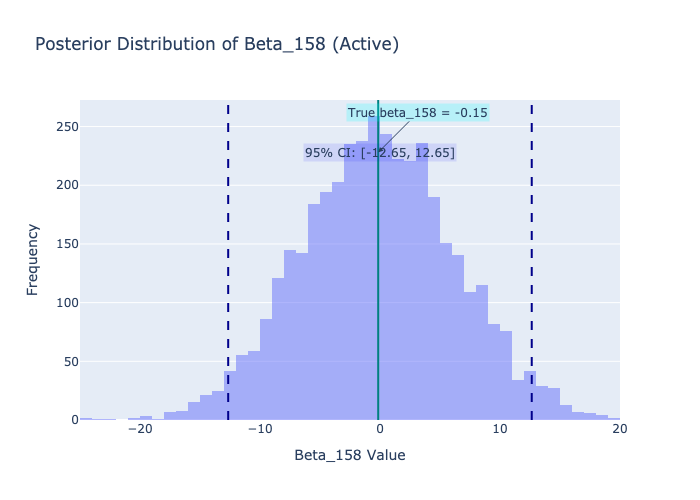 Posterior Distribution of Beta_158 (Active)
True beta_158 = -0.15
95% CI: [-12.65, 12.65]
250
200
150
100
50
0
Frequency
−20
−10
0
10
20
Beta_158 Value